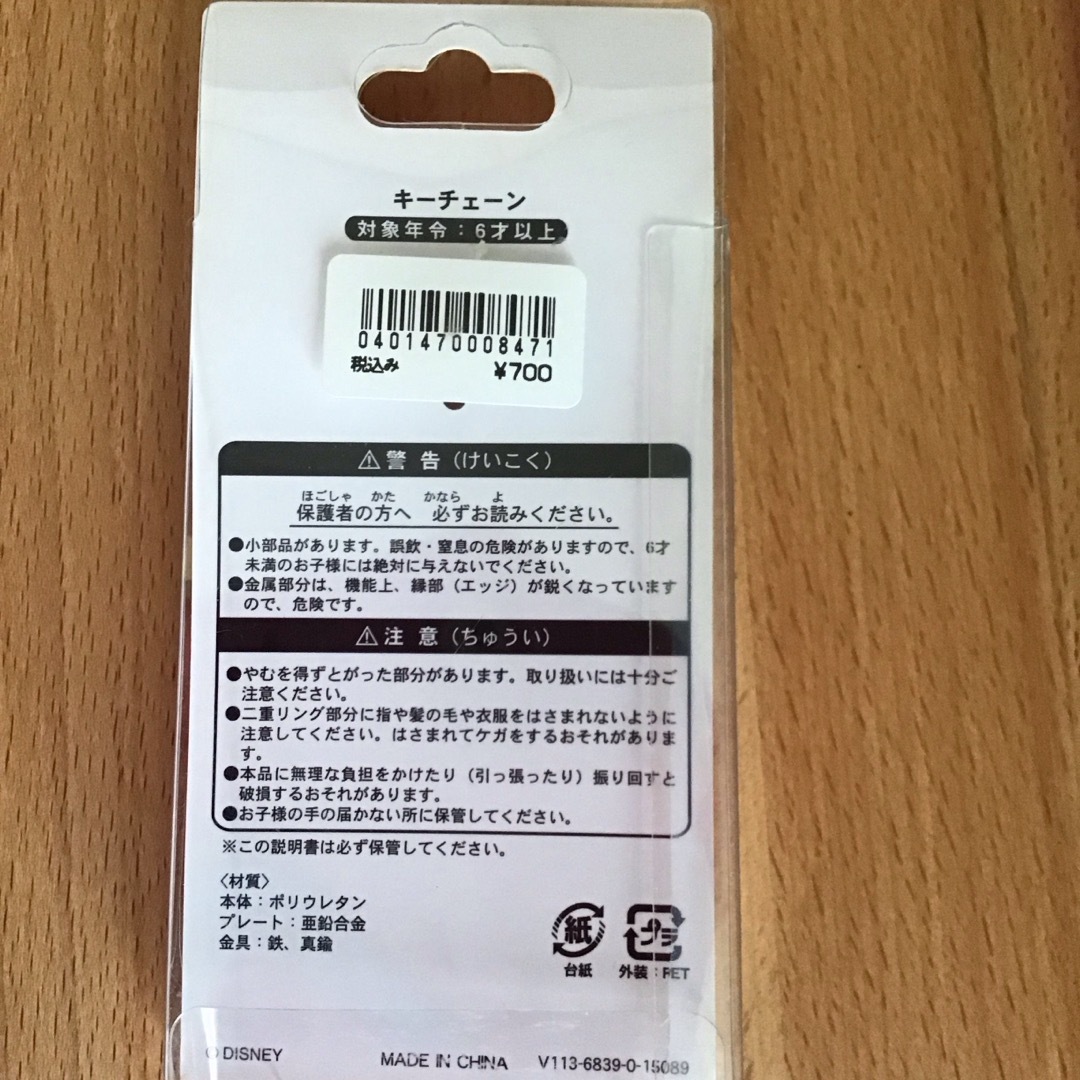 キーチェーン
対象年令：6才以上
0401470008471
税込み ¥700
⚠警 告（けいこく）
ほごしゃ かた かなら よ
保護者の方へ 必ずお読みください。
●小部品があります。誤飲・窒息の危険がありますので、6才
未満のお子様には絶対に与えないでください。
●金属部分は、機能上、縁部（エッジ）が鋭くなっています
ので、危険です。
⚠注 意（ちゅうい）
●やむを得ずとがった部分があります。取り扱いには十分ご
注意ください。
●二重リング部分に指や髪の毛や衣服をはさまれないように
注意してください。はさまれてケガをするおそれがありま
す。
●本品に無理な負担をかけたり（引っ張ったり）振り回すと
破損するおそれがあります。
●お子様の手の届かない所に保管してください。
※この説明書は必ず保管してください。
〈材質〉
本体：ポリウレタン
プレート：亜鉛合金
金具：鉄、真鍮
紙
台紙
プラ
外装：PET
© DISNEY MADE IN CHINA V113-6839-0-15089